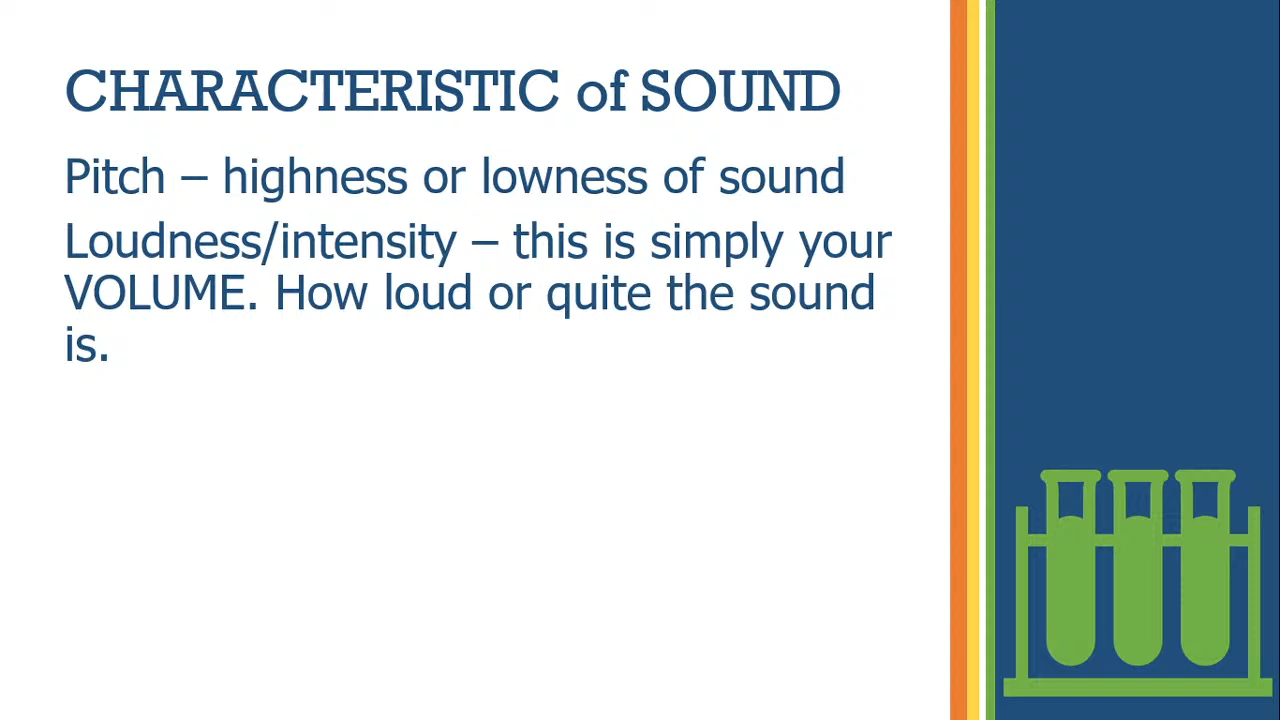 CHARACTERISTIC of SOUND
Pitch – highness or lowness of sound
Loudness/intensity – this is simply your
VOLUME. How loud or quite the sound
is.